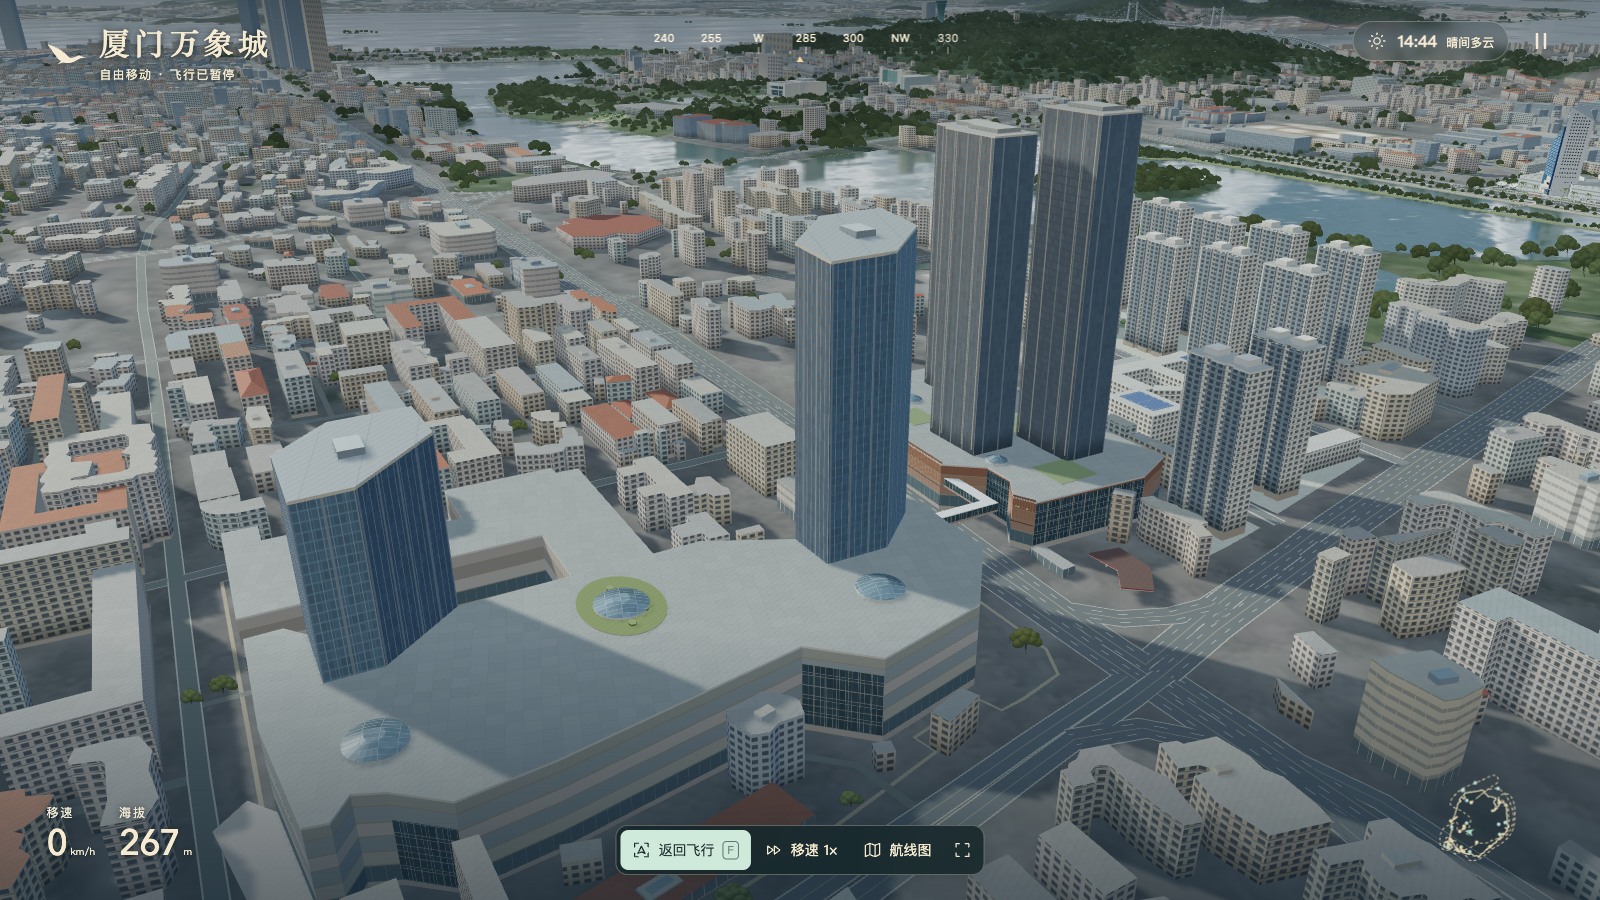 厦门万象城
自由移动 · 飞行已暂停
240 255 W 285 300 NW 330
14:44 晴间多云
移速 海拔
0 km/h 267 m
返回飞行 F 移速 1× 航线图